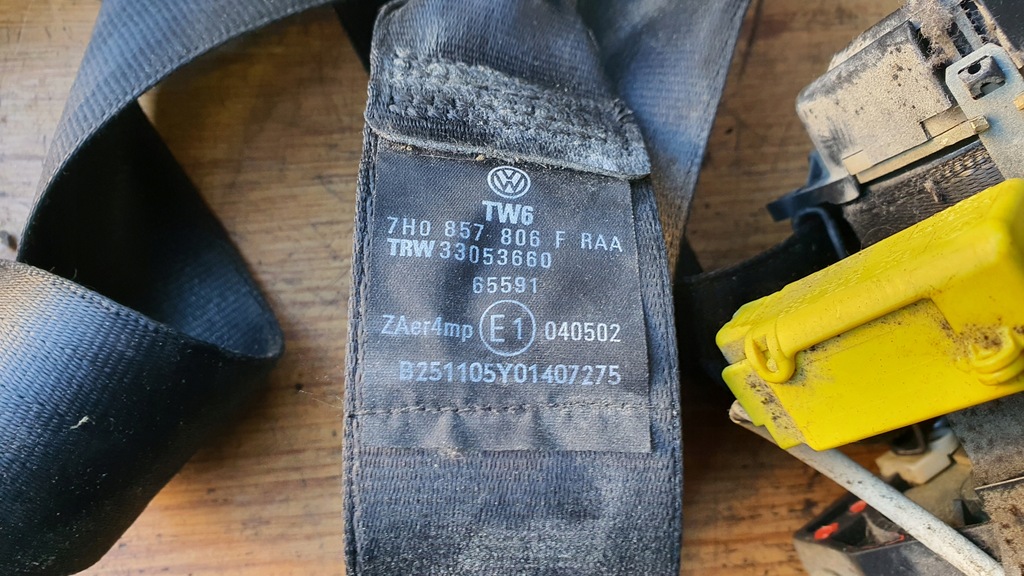 TW6
7H0 857 806 F RAA
TRW 33053660
65591
ZAer4mp E1 040502
B251105Y01407275